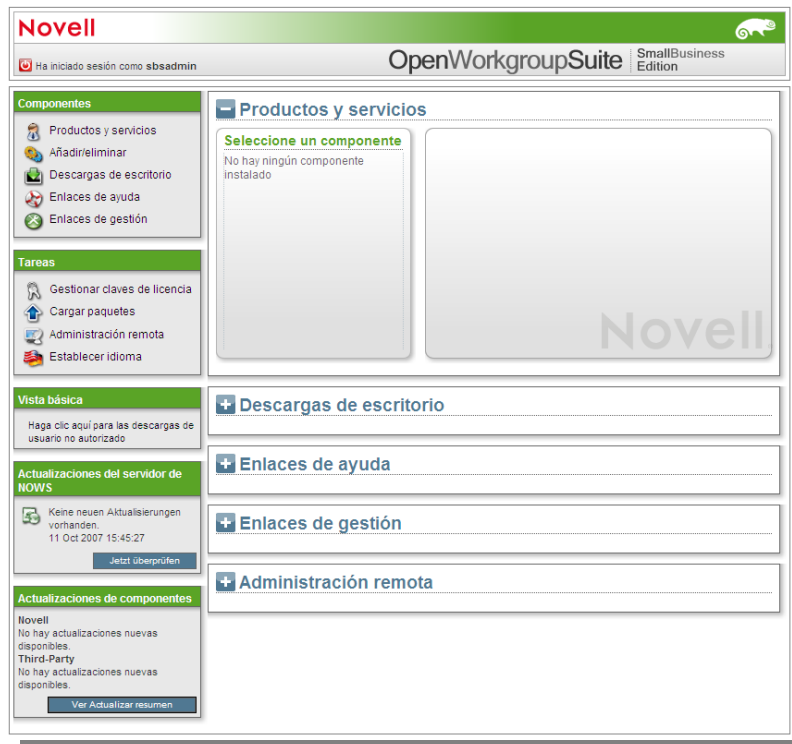 Novell
Ha iniciado sesión como sbsadmin
OpenWorkgroupSuite
SmallBusiness
Edition
Componentes
Productos y servicios
Añadir/eliminar
Descargas de escritorio
Enlaces de ayuda
Enlaces de gestión
Tareas
Gestionar claves de licencia
Cargar paquetes
Administración remota
Establecer idioma
Vista básica
Haga clic aquí para las descargas de
usuario no autorizado
Actualizaciones del servidor de
NOWS
Keine neuen Aktualisierungen
vorhanden.
11 Oct 2007 15:45:27
Jetzt überprüfen
Actualizaciones de componentes
Novell
No hay actualizaciones nuevas
disponibles.
Third-Party
No hay actualizaciones nuevas
disponibles.
Ver Actualizar resumen
Productos y servicios
Seleccione un componente
No hay ningún componente
instalado
Novell.
Descargas de escritorio
Enlaces de ayuda
Enlaces de gestión
Administración remota